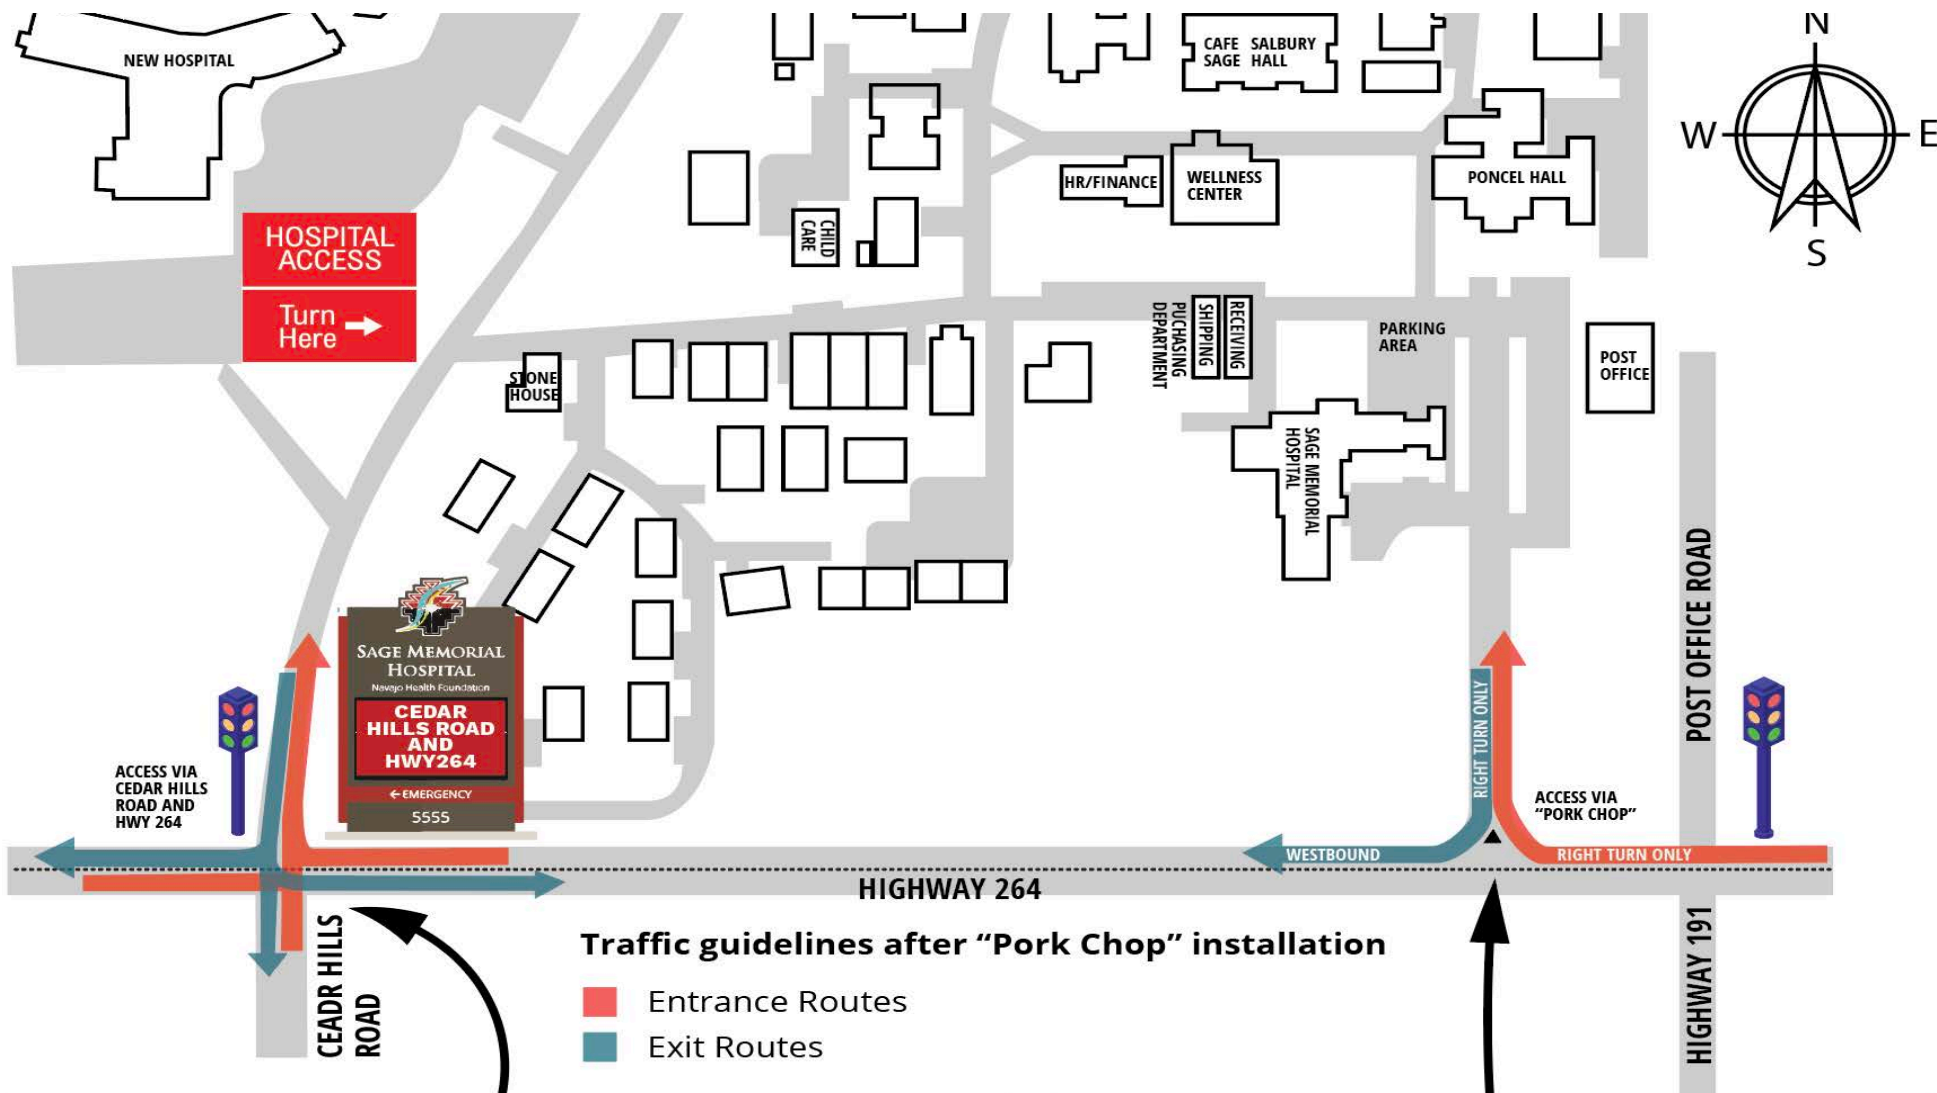 NEW HOSPITAL
CAFE SALBURY
SAGE HALL
N
W
E
S
HR/FINANCE
WELLNESS
CENTER
PONCEL HALL
CHILD
CARE
HOSPITAL
ACCESS
Turn
Here
STONE
HOUSE
PUCHASING
DEPARTMENT
SHIPPING
RECEIVING
PARKING
AREA
POST
OFFICE
SAGE MEMORIAL
HOSPITAL
POST OFFICE ROAD
SAGE MEMORIAL
HOSPITAL
Navajo Health Foundation
CEDAR
HILLS ROAD
AND
HWY264
EMERGENCY
5555
ACCESS VIA
CEDAR HILLS
ROAD AND
HWY 264
RIGHT TURN ONLY
ACCESS VIA
“PORK CHOP”
WESTBOUND
RIGHT TURN ONLY
HIGHWAY 264
CEADR HILLS
ROAD
HIGHWAY 191
Traffic guidelines after “Pork Chop” installation
Entrance Routes
Exit Routes